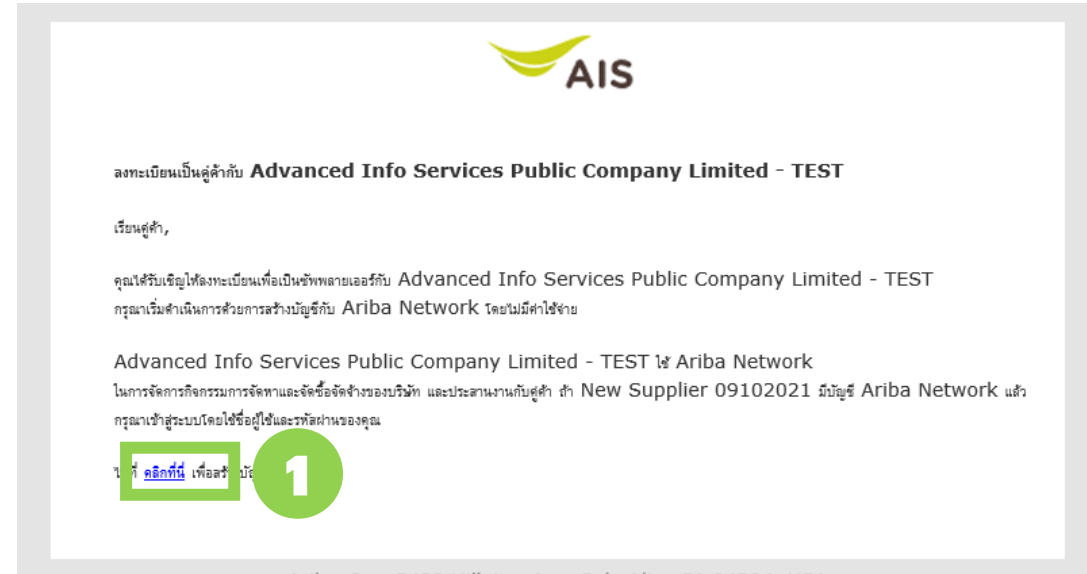 AIS
ลงทะเบียนเป็นคู่ค้ากับ Advanced Info Services Public Company Limited - TEST
เรียนคู่ค้า,
คุณได้รับเชิญให้ลงทะเบียนเพื่อเป็นซัพพลายเออร์กับ Advanced Info Services Public Company Limited - TEST
กรุณาเริ่มดำเนินการด้วยการสร้างบัญชีกับ Ariba Network โดยไม่มีค่าใช้จ่าย
Advanced Info Services Public Company Limited - TEST ใช้ Ariba Network
ในการจัดการกิจกรรมการจัดหาและจัดซื้อจัดจ้างของบริษัท และประสานงานกับคู่ค้า ถ้า New Supplier 09102021 มีบัญชี Ariba Network แล้ว
กรุณาเข้าสู่ระบบโดยใช้ชื่อผู้ใช้และรหัสผ่านของคุณ
คลิกที่นี่ เพื่อสร้
1